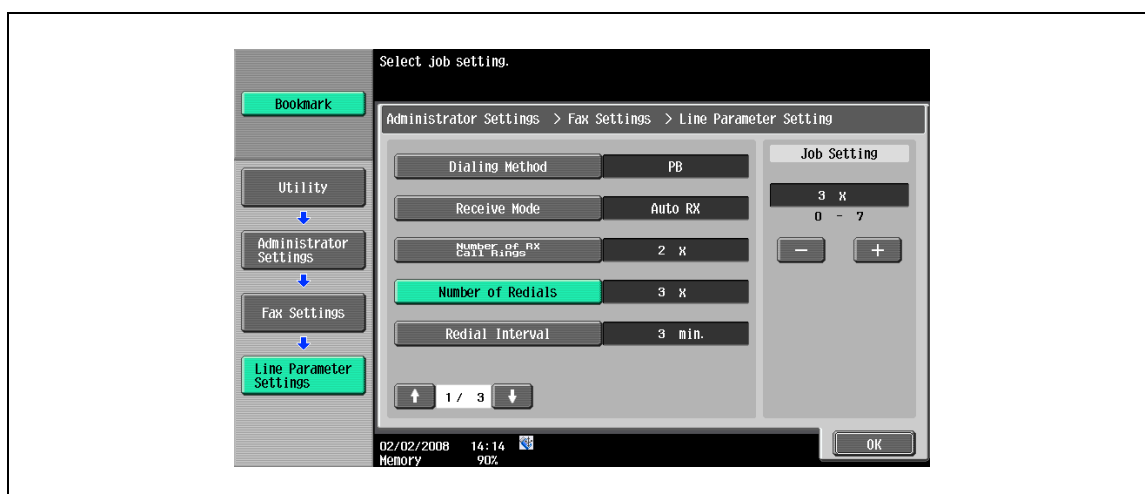 Select job setting.
Bookmark
Administrator Settings > Fax Settings > Line Parameter Setting
Utility
Administrator
Settings
Fax Settings
Line Parameter
Settings
Dialing Method PB
Receive Mode Auto RX
Number of RX
Call Rings 2 X
Number of Redials 3 X
Redial Interval 3 min.
1/ 3
Job Setting
3 X
0 - 7
− +
02/02/2008 14:14
Memory 90%
OK